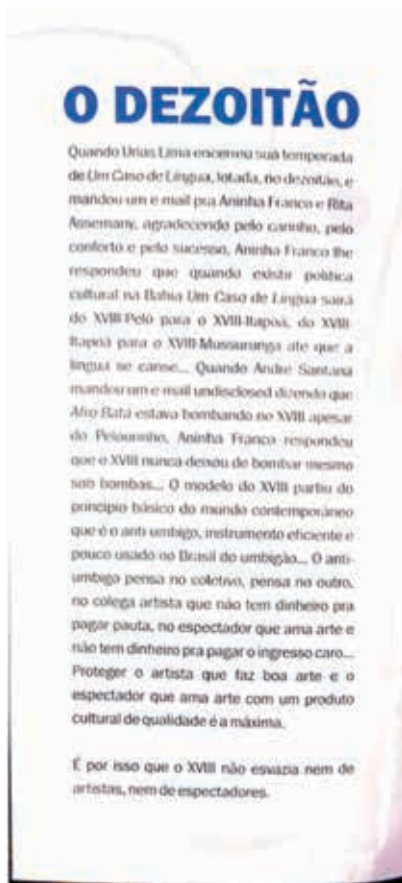 O DEZOITÃO
Quando Urias Lima encerrou sua temporada
de Um Caso de Língua, lotada, no dezoitão, e
mandou um e-mail pra Aninha Franco e Rita
Assemany, agradecendo pelo carinho, pelo
conforto e pelo sucesso, Aninha Franco lhe
respondeu que quando existir política
cultural na Bahia Um Caso de Língua sairá
do XVIII-Pelô para o XVIII-Itapoá, do XVIII-
Itapoá para o XVIII-Mussurunga até que a
língua se canse... Quando André Santana
mandou um e-mail undisclosed dizendo que
Afro Bafá estava bombando no XVIII apesar
do Pelourinho, Aninha Franco respondeu
que o XVIII nunca deixou de bombar mesmo
sob bombas... O modelo do XVIII partiu do
princípio básico do mundo contemporâneo
que é o anti-umbigo, instrumento eficiente e
pouco usado no Brasil do umbigão... O anti-
umbigo pensa no coletivo, pensa no outro,
no colega artista que não tem dinheiro pra
pagar pauta, no espectador que ama arte e
não tem dinheiro pra pagar o ingresso caro...
Proteger o artista que faz boa arte e o
espectador que ama arte com um produto
cultural de qualidade é a máxima.
É por isso que o XVIII não esvazia nem de
artistas, nem de espectadores.